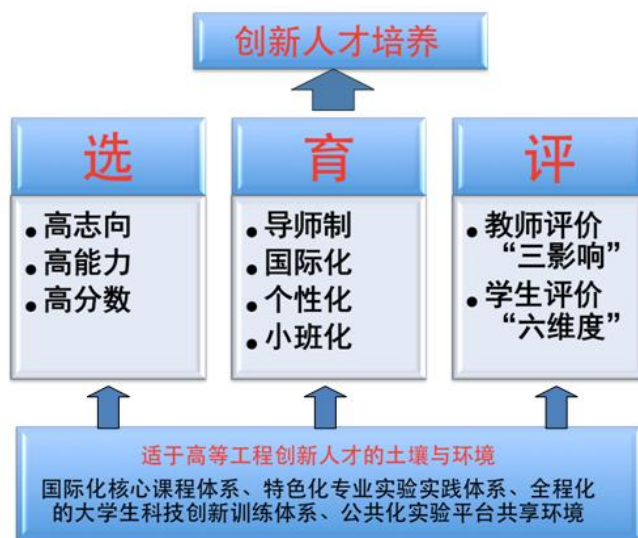 创新人才培养
选
育
评
• 高志向
• 高能力
• 高分数
• 导师制
• 国际化
• 个性化
• 小班化
• 教师评价
“三影响”
• 学生评价
“六维度”
适于高等工程创新人才的土壤与环境
国际化核心课程体系、特色化专业实验实践体系、全程化
的大学生科技创新训练体系、公共化实验平台共享环境